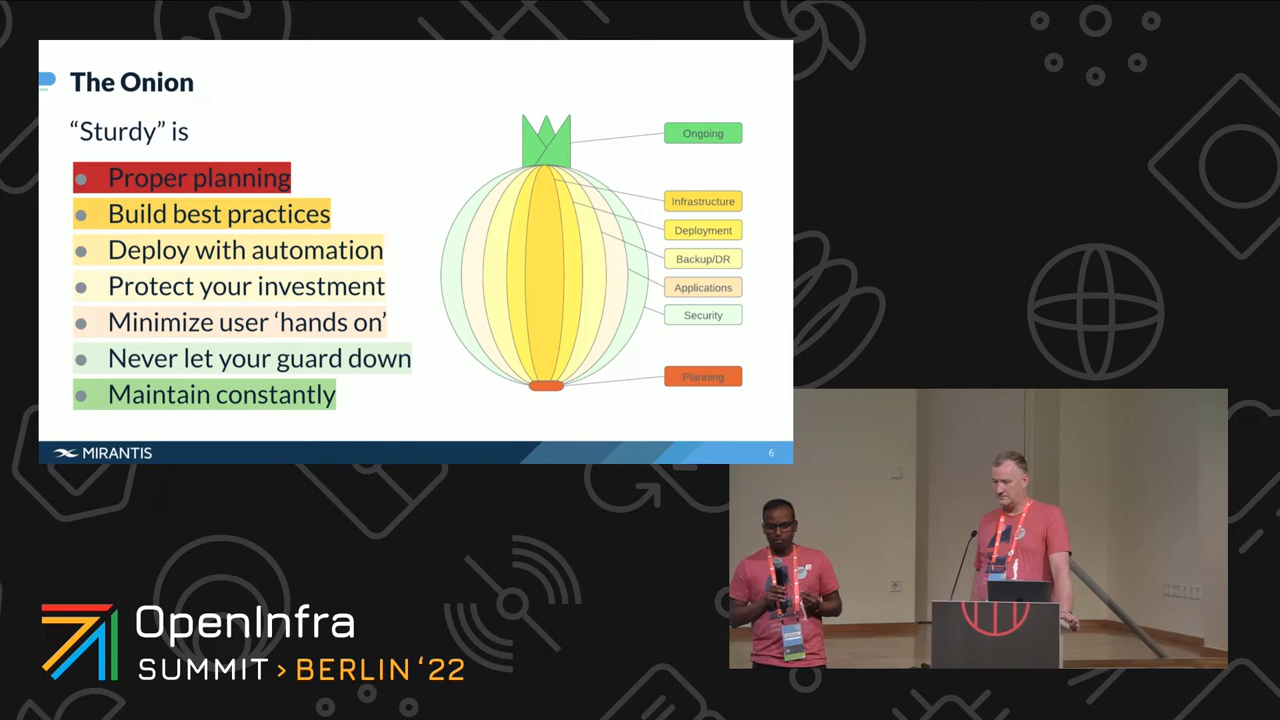 The Onion
“Sturdy” is
Proper planning
Build best practices
Deploy with automation
Protect your investment
Minimize user ‘hands on’
Never let your guard down
Maintain constantly
Ongoing
Infrastructure
Deployment
Backup/DR
Applications
Security
Planning
MIRANTIS
6
OpenInfra
SUMMIT > BERLIN ‘22